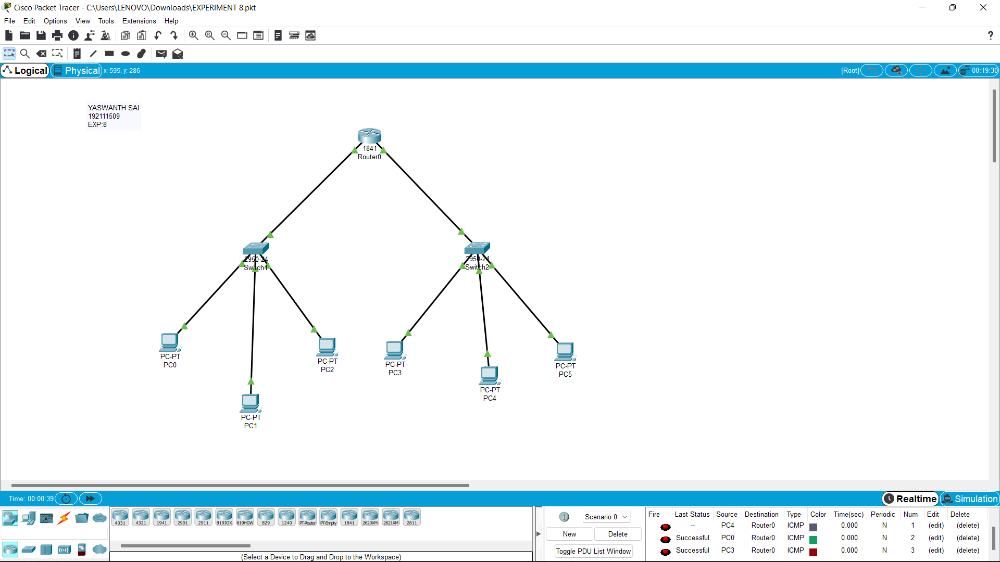 Cisco Packet Tracer - C:\Users\LENOVO\Downloads\EXPERIMENT 8.pkt
File Edit Options View Tools Extensions Help
?
Logical Physical x: 595, y: 286 [Root] 00:19:30
YASWANTH SAI
192111509
EXP:8
1841
Router0
2950-24
Switch1
2950-24
Switch2
PC-PT
PC0
PC-PT
PC2
PC-PT
PC3
PC-PT
PC5
PC-PT
PC4
PC-PT
PC1
Time: 00:00:39 Realtime Simulation
4331 4321 1941 2901 2911 819IOX 819HGW 829 1240 PT-Router PT-Empty 1841 2620XM 2621XM 2811
(Select a Device to Drag and Drop to the Workspace)
Scenario 0
New Delete
Toggle PDU List Window
Fire Last Status Source Destination Type Color Time(sec) Periodic Num Edit Delete
-- PC4 Router0 ICMP 0.000 N 1 (edit) (delete)
Successful PC0 Router0 ICMP 0.000 N 2 (edit) (delete)
Successful PC3 Router0 ICMP 0.000 N 3 (edit) (delete)